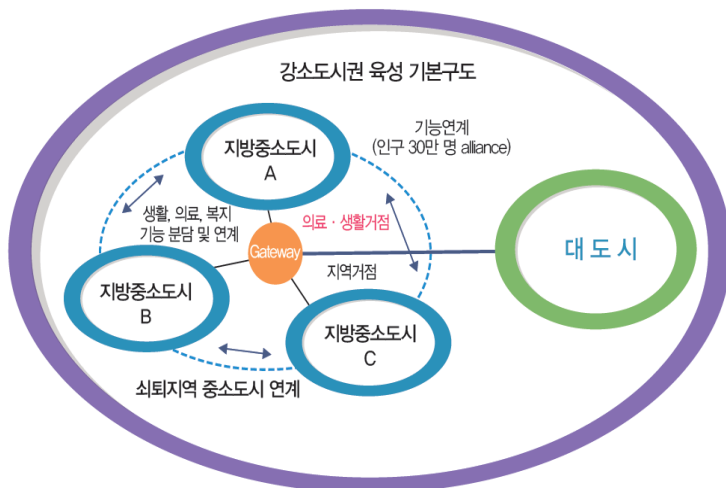 강소도시권 육성 기본구도
지방중소도시
A
기능연계
(인구 30만 명 alliance)
생활, 의료, 복지
기능 분담 및 연계
의료 · 생활거점
Gateway
대 도 시
지역거점
지방중소도시
B
지방중소도시
C
쇠퇴지역 중소도시 연계